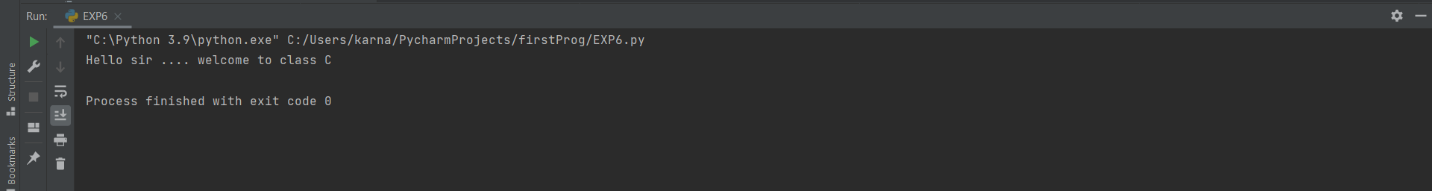 Run: EXP6
"C:\Python 3.9\python.exe" C:/Users/karna/PycharmProjects/firstProg/EXP6.py
Hello sir .... welcome to class C
Process finished with exit code 0
Structure
Bookmarks